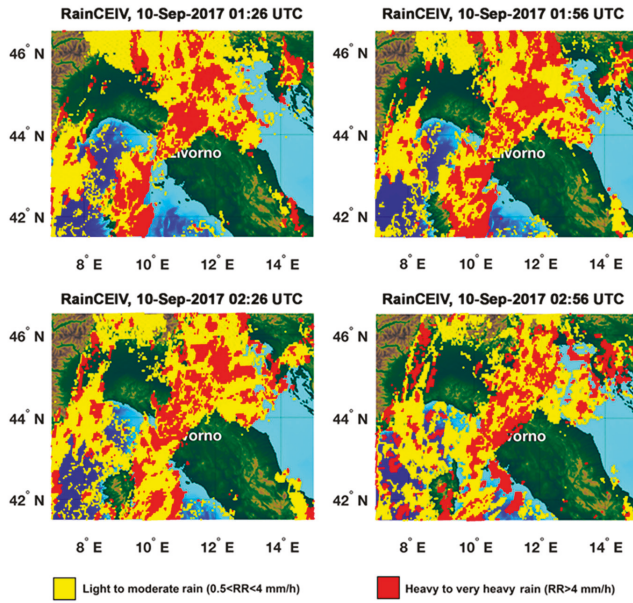 RainCEIV, 10-Sep-2017 01:26 UTC
RainCEIV, 10-Sep-2017 01:56 UTC
46° N
44° N
42° N
Livorno
8° E 10° E 12° E 14° E
46° N
44° N
42° N
Livorno
8° E 10° E 12° E 14° E
RainCEIV, 10-Sep-2017 02:26 UTC
RainCEIV, 10-Sep-2017 02:56 UTC
46° N
44° N
42° N
ivorno
8° E 10° E 12° E 14° E
46° N
44° N
42° N
vorno
8° E 10° E 12° E 14° E
Light to moderate rain (0.5<RR<4 mm/h)
Heavy to very heavy rain (RR>4 mm/h)